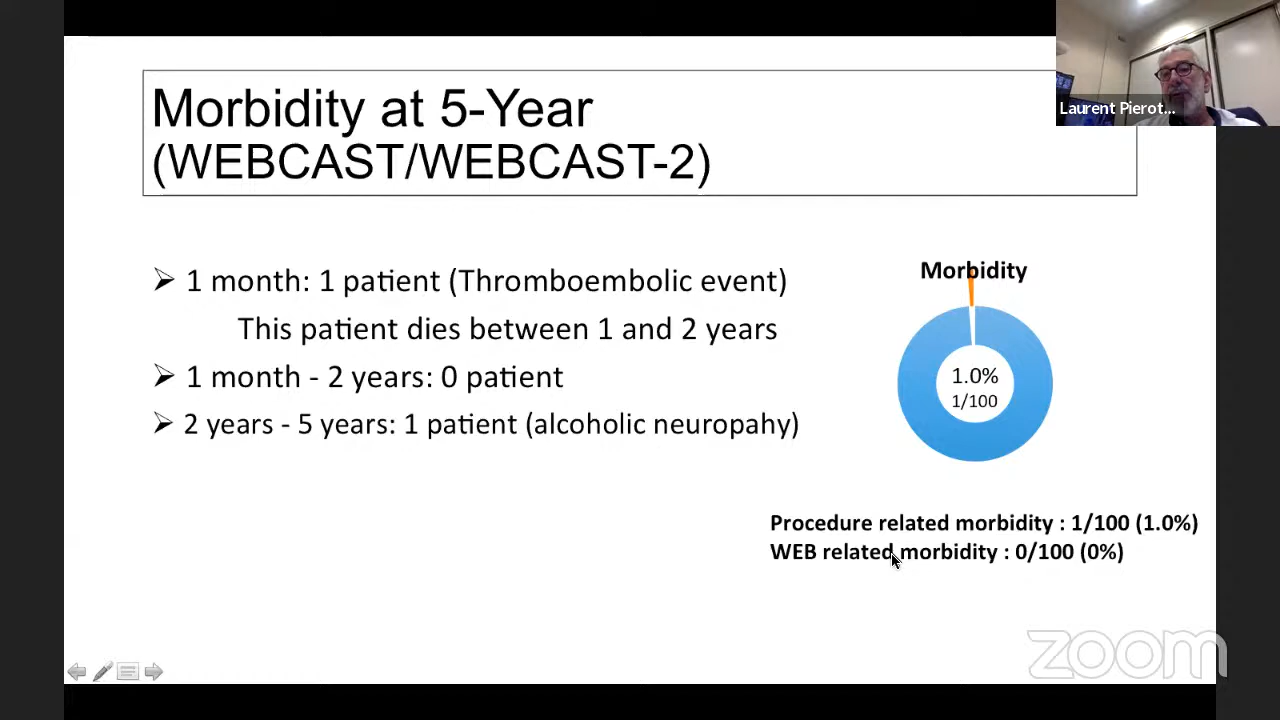 Morbidity at 5-Year
(WEBCAST/WEBCAST-2)
Laurent Pierot...
➢ 1 month: 1 patient (Thromboembolic event)
This patient dies between 1 and 2 years
➢ 1 month - 2 years: 0 patient
➢ 2 years - 5 years: 1 patient (alcoholic neuropahy)
Morbidity
1.0%
1/100
Procedure related morbidity : 1/100 (1.0%)
WEB related morbidity : 0/100 (0%)
zoom